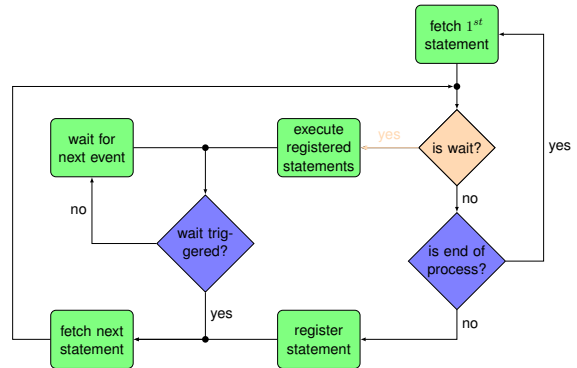 fetch 1st
statement
wait for
next event
execute
registered
statements
yes
is wait?
yes
no
no
wait trig-
gered?
is end of
process?
yes
no
fetch next
statement
register
statement